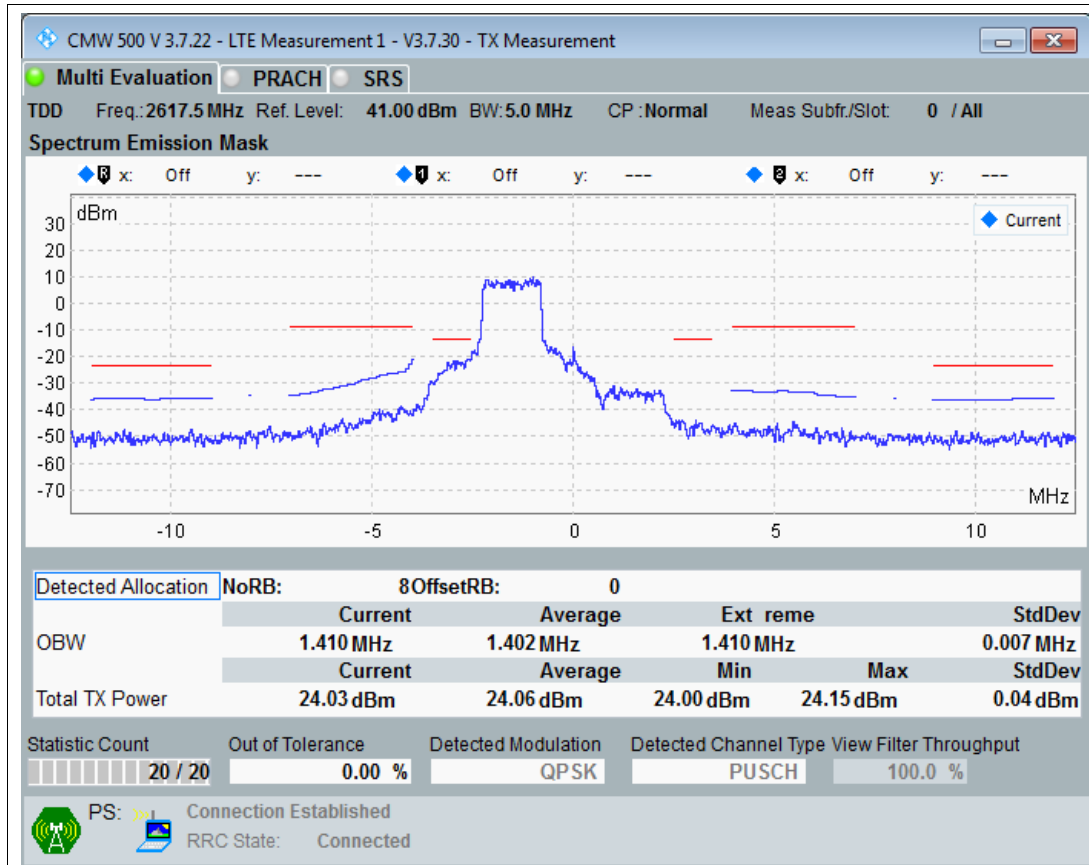 CMW 500 V 3.7.22 - LTE Measurement 1 - V3.7.30 - TX Measurement
Multi Evaluation PRACH SRS
TDD Freq.: 2617.5 MHz Ref. Level: 41.00 dBm BW: 5.0 MHz CP : Normal Meas Subfr./Slot: 0 / All
Spectrum Emission Mask
R x: Off y: --- 1 x: Off y: --- 2 x: Off y: ---
dBm
Current
30
20
10
0
-10
-20
-30
-40
-50
-60
-70
MHz
-10 -5 0 5 10
Detected Allocation NoRB: 8 OffsetRB: 0
Current Average Ext reme StdDev
OBW 1.410 MHz 1.402 MHz 1.410 MHz 0.007 MHz
Current Average Min Max StdDev
Total TX Power 24.03 dBm 24.06 dBm 24.00 dBm 24.15 dBm 0.04 dBm
Statistic Count Out of Tolerance Detected Modulation Detected Channel Type View Filter Throughput
20 / 20 0.00 % QPSK PUSCH 100.0 %
PS: Connection Established
RRC State: Connected